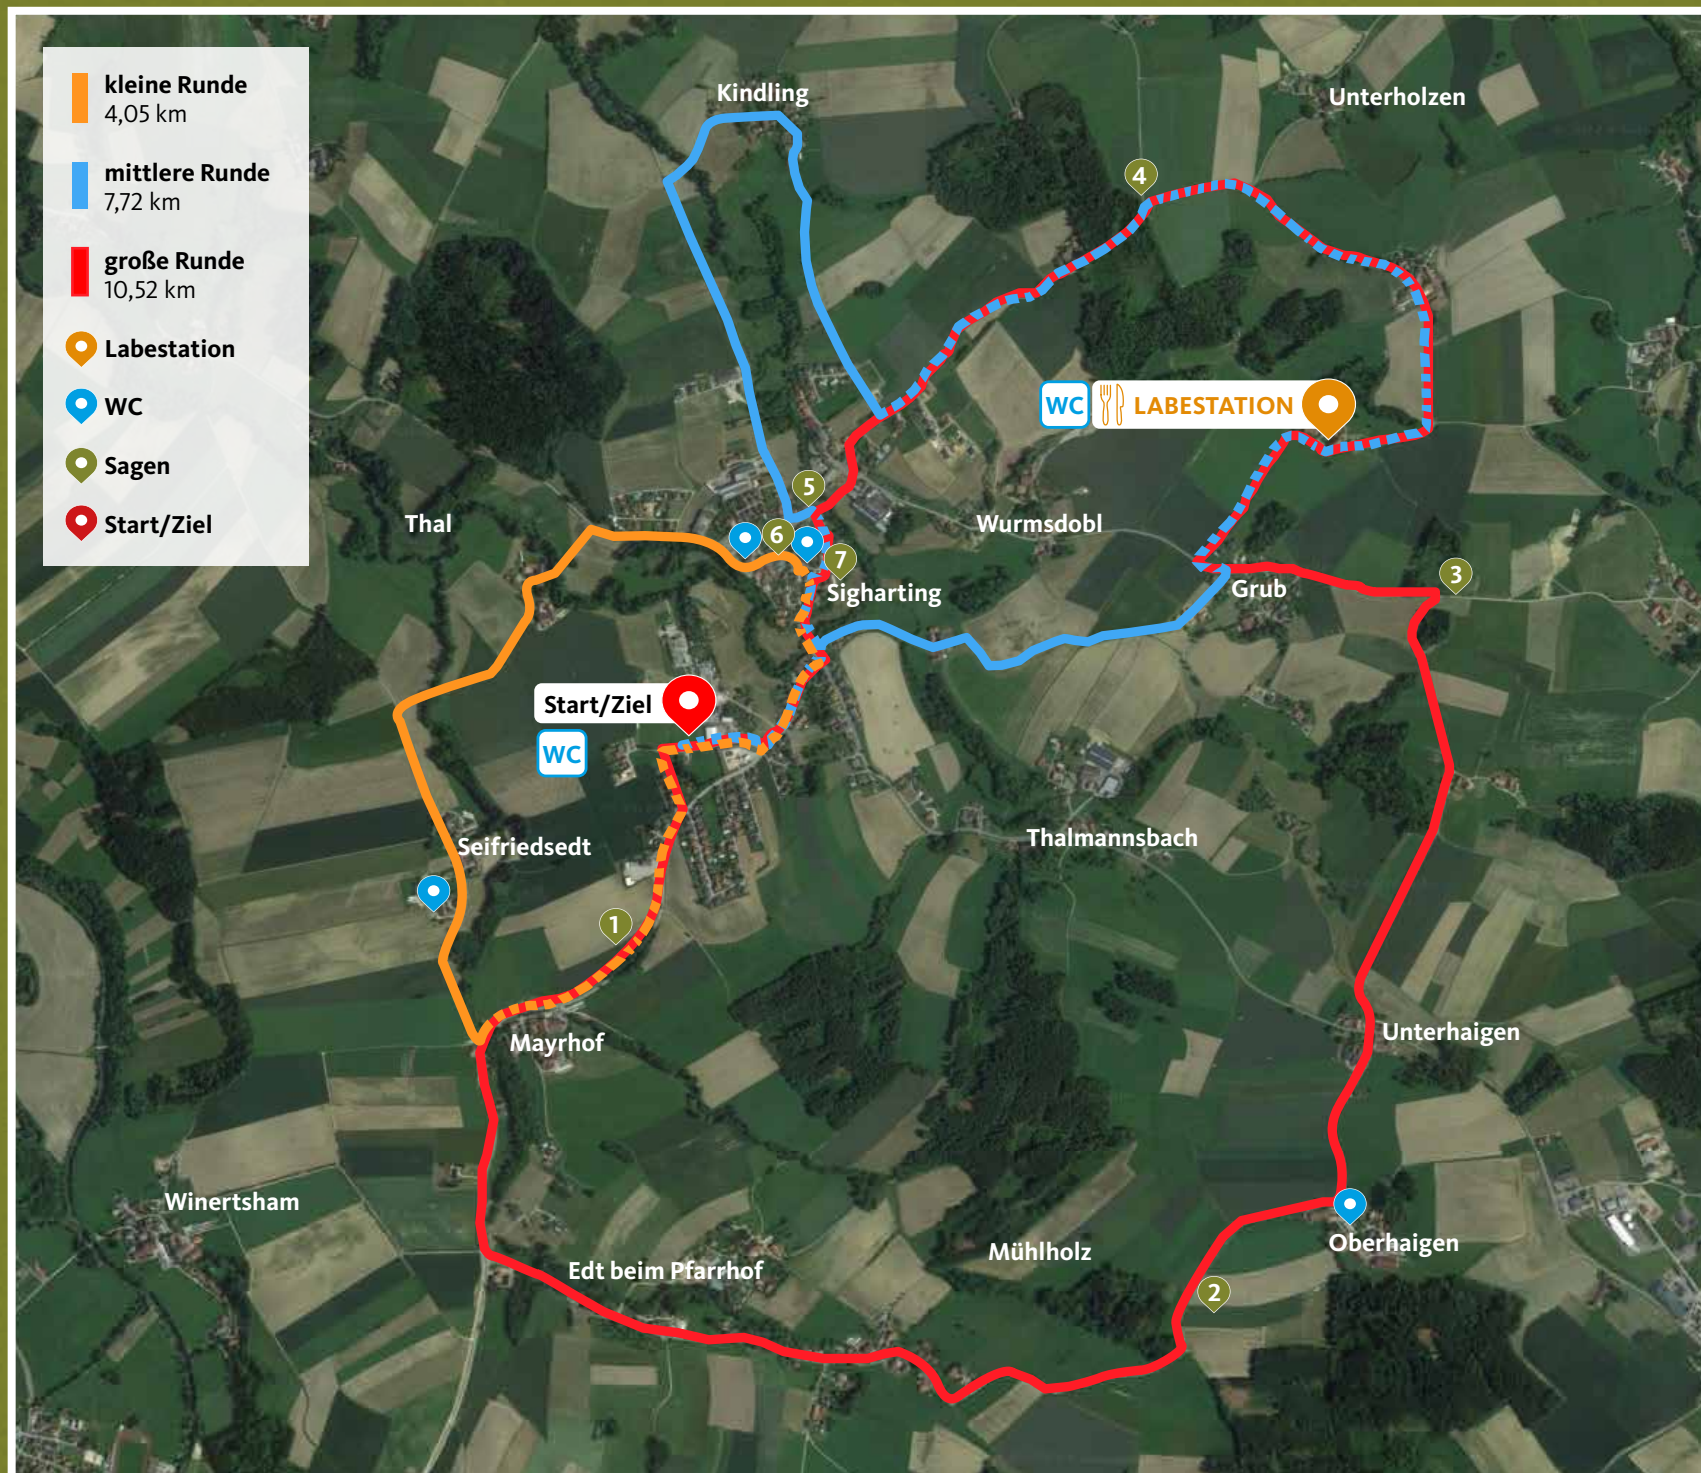 kleine Runde
4,05 km
mittlere Runde
7,72 km
große Runde
10,52 km
Labestation
WC
Sagen
Start/Ziel
Kindling
Unterholzen
4
WC LABESTATION
5
Thal
Wurmsdobl
6
7
3
Sigharting
Grub
Start/Ziel
WC
Thalmannsbach
Seifriedsedt
1
Mayrhof
Unterhaigen
Winertsham
Mühlholz
Oberhaigen
Edt beim Pfarrhof
2